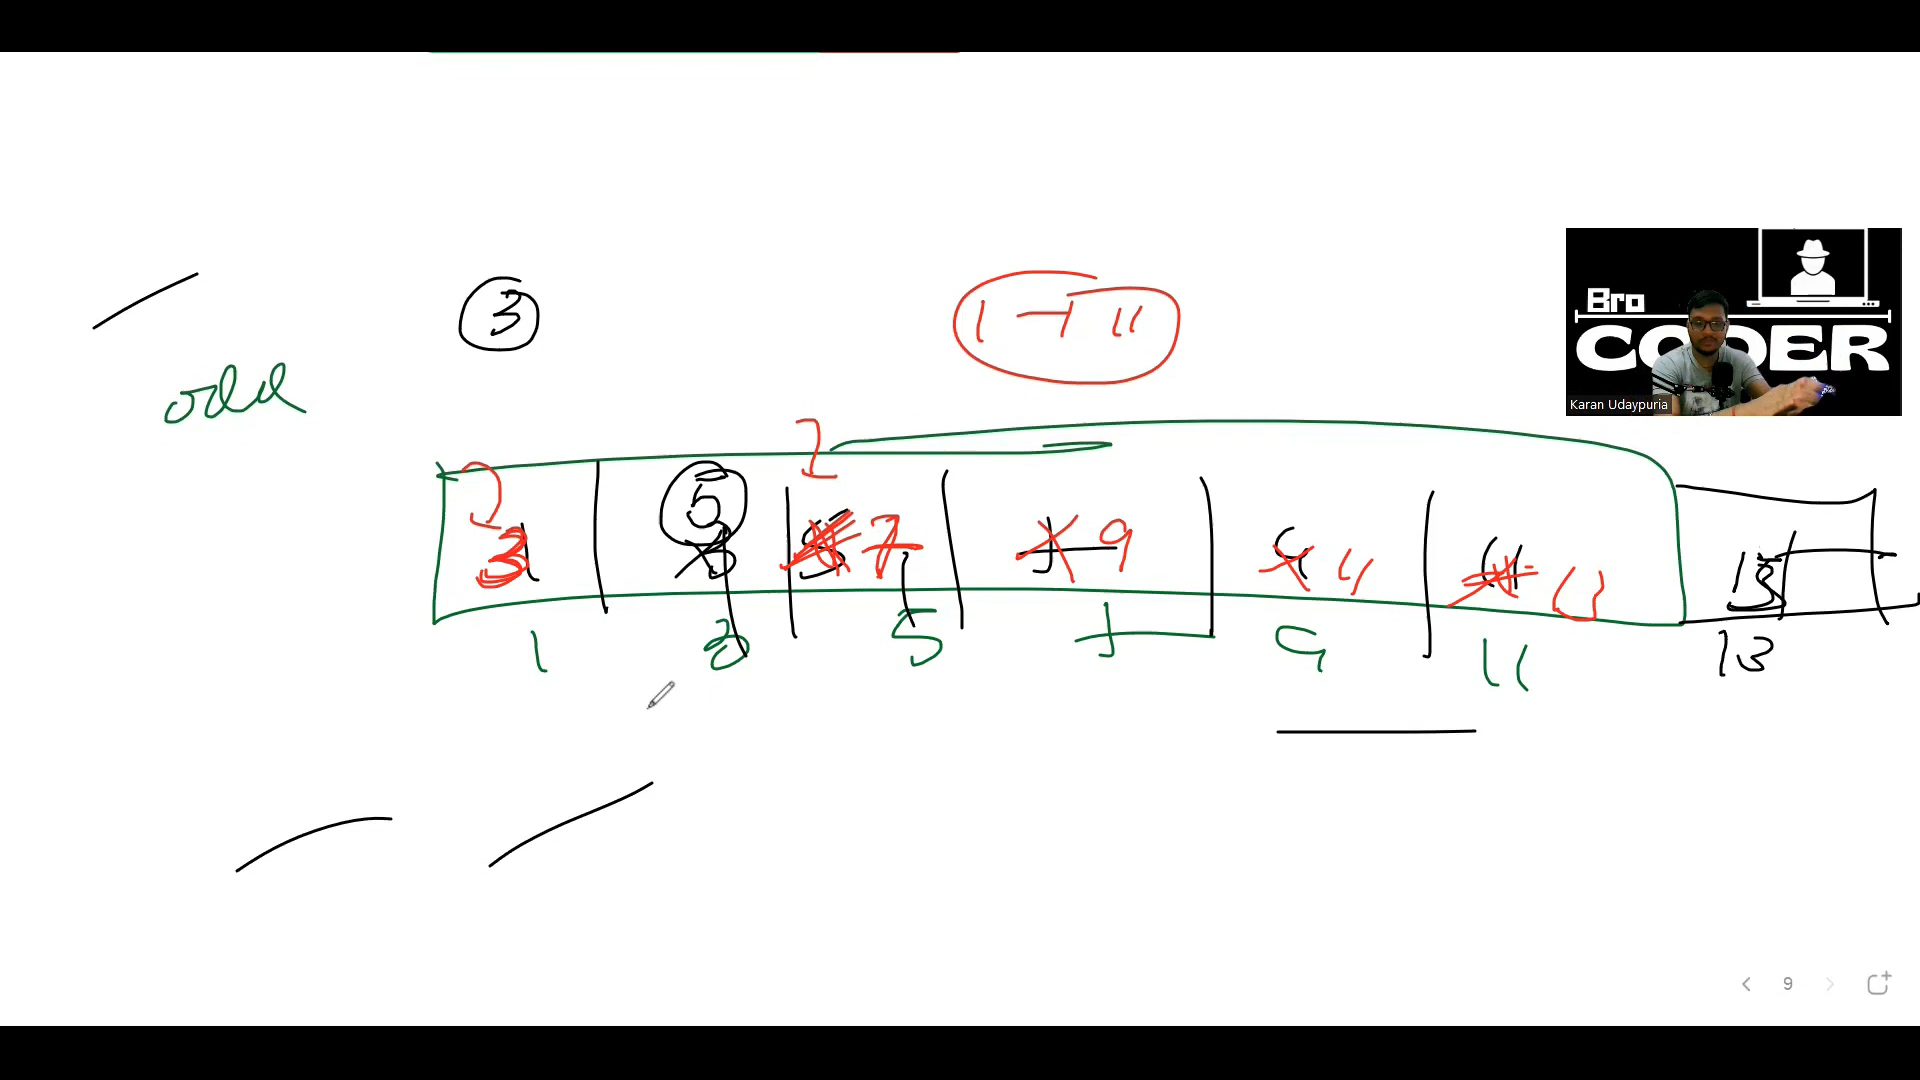 3
1 → 11
Bro
CODER
Karan Udaypuria
odd
5
3 7 9 11 13
13
1 3 5 7 9 11 13
9